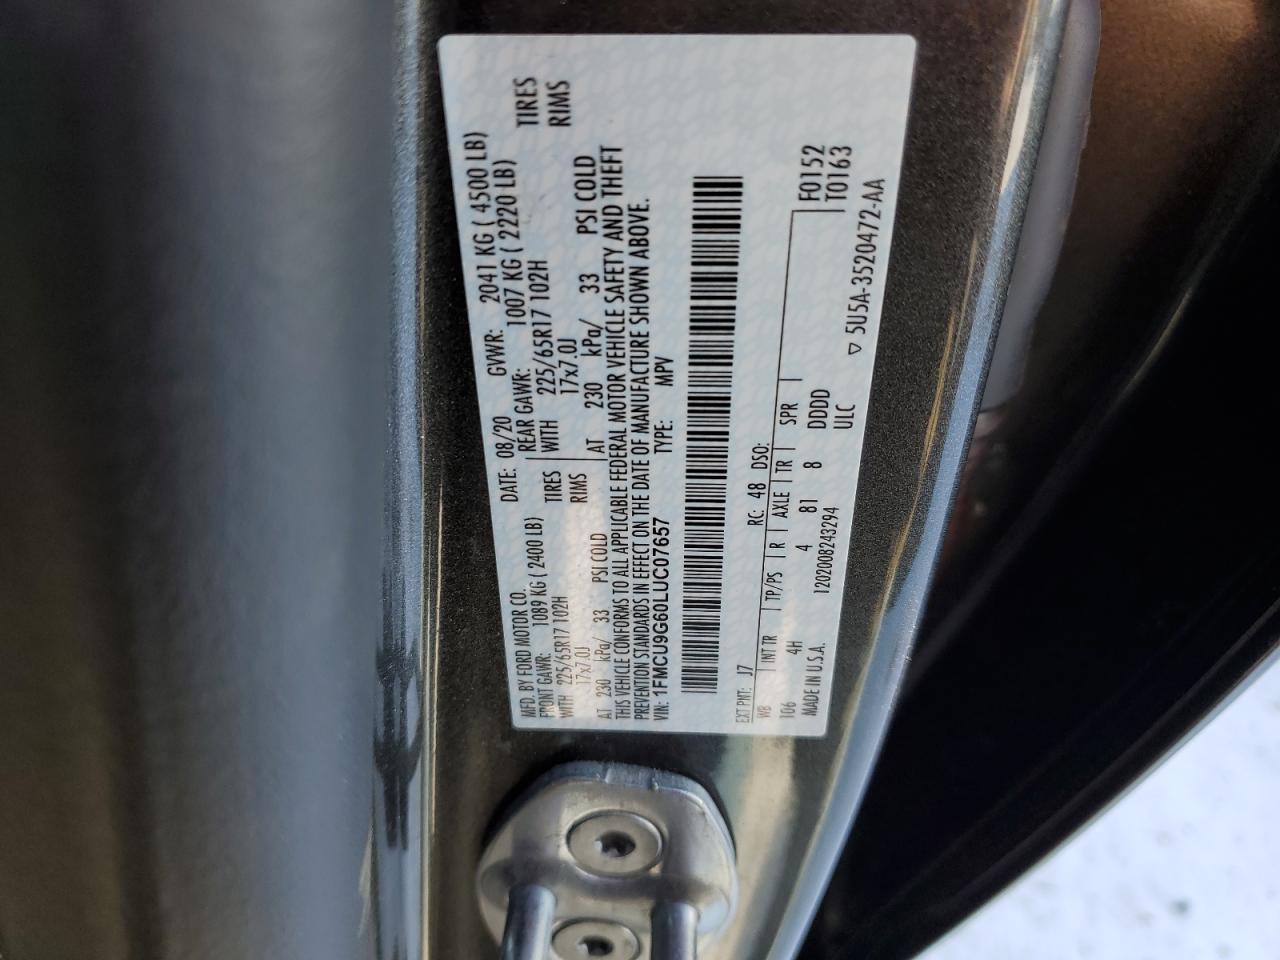 MFD. BY FORD MOTOR CO. DATE: 08/20 GVWR: 2041 KG ( 4500 LB)
FRONT GAWR: 1089 KG ( 2400 LB) REAR GAWR: 1007 KG ( 2220 LB)
WITH 225/65R17 102H TIRES WITH 225/65R17 102H TIRES
17x7.0J RIMS 17x7.0J RIMS
AT 230 kPa/ 33 PSI COLD AT 230 kPa/ 33 PSI COLD
THIS VEHICLE CONFORMS TO ALL APPLICABLE FEDERAL MOTOR VEHICLE SAFETY AND THEFT
PREVENTION STANDARDS IN EFFECT ON THE DATE OF MANUFACTURE SHOWN ABOVE.
VIN: 1FMCU9G60LUC07657 TYPE: MPV
EXT PNT: J7 RC: 48 DSO:
WB INT TR TP/PS R AXLE TR SPR F0152
106 4H 4 81 8 DDDD T0163
MADE IN U.S.A. 1202008243294 ULC
▽ 5U5A-3520472-AA